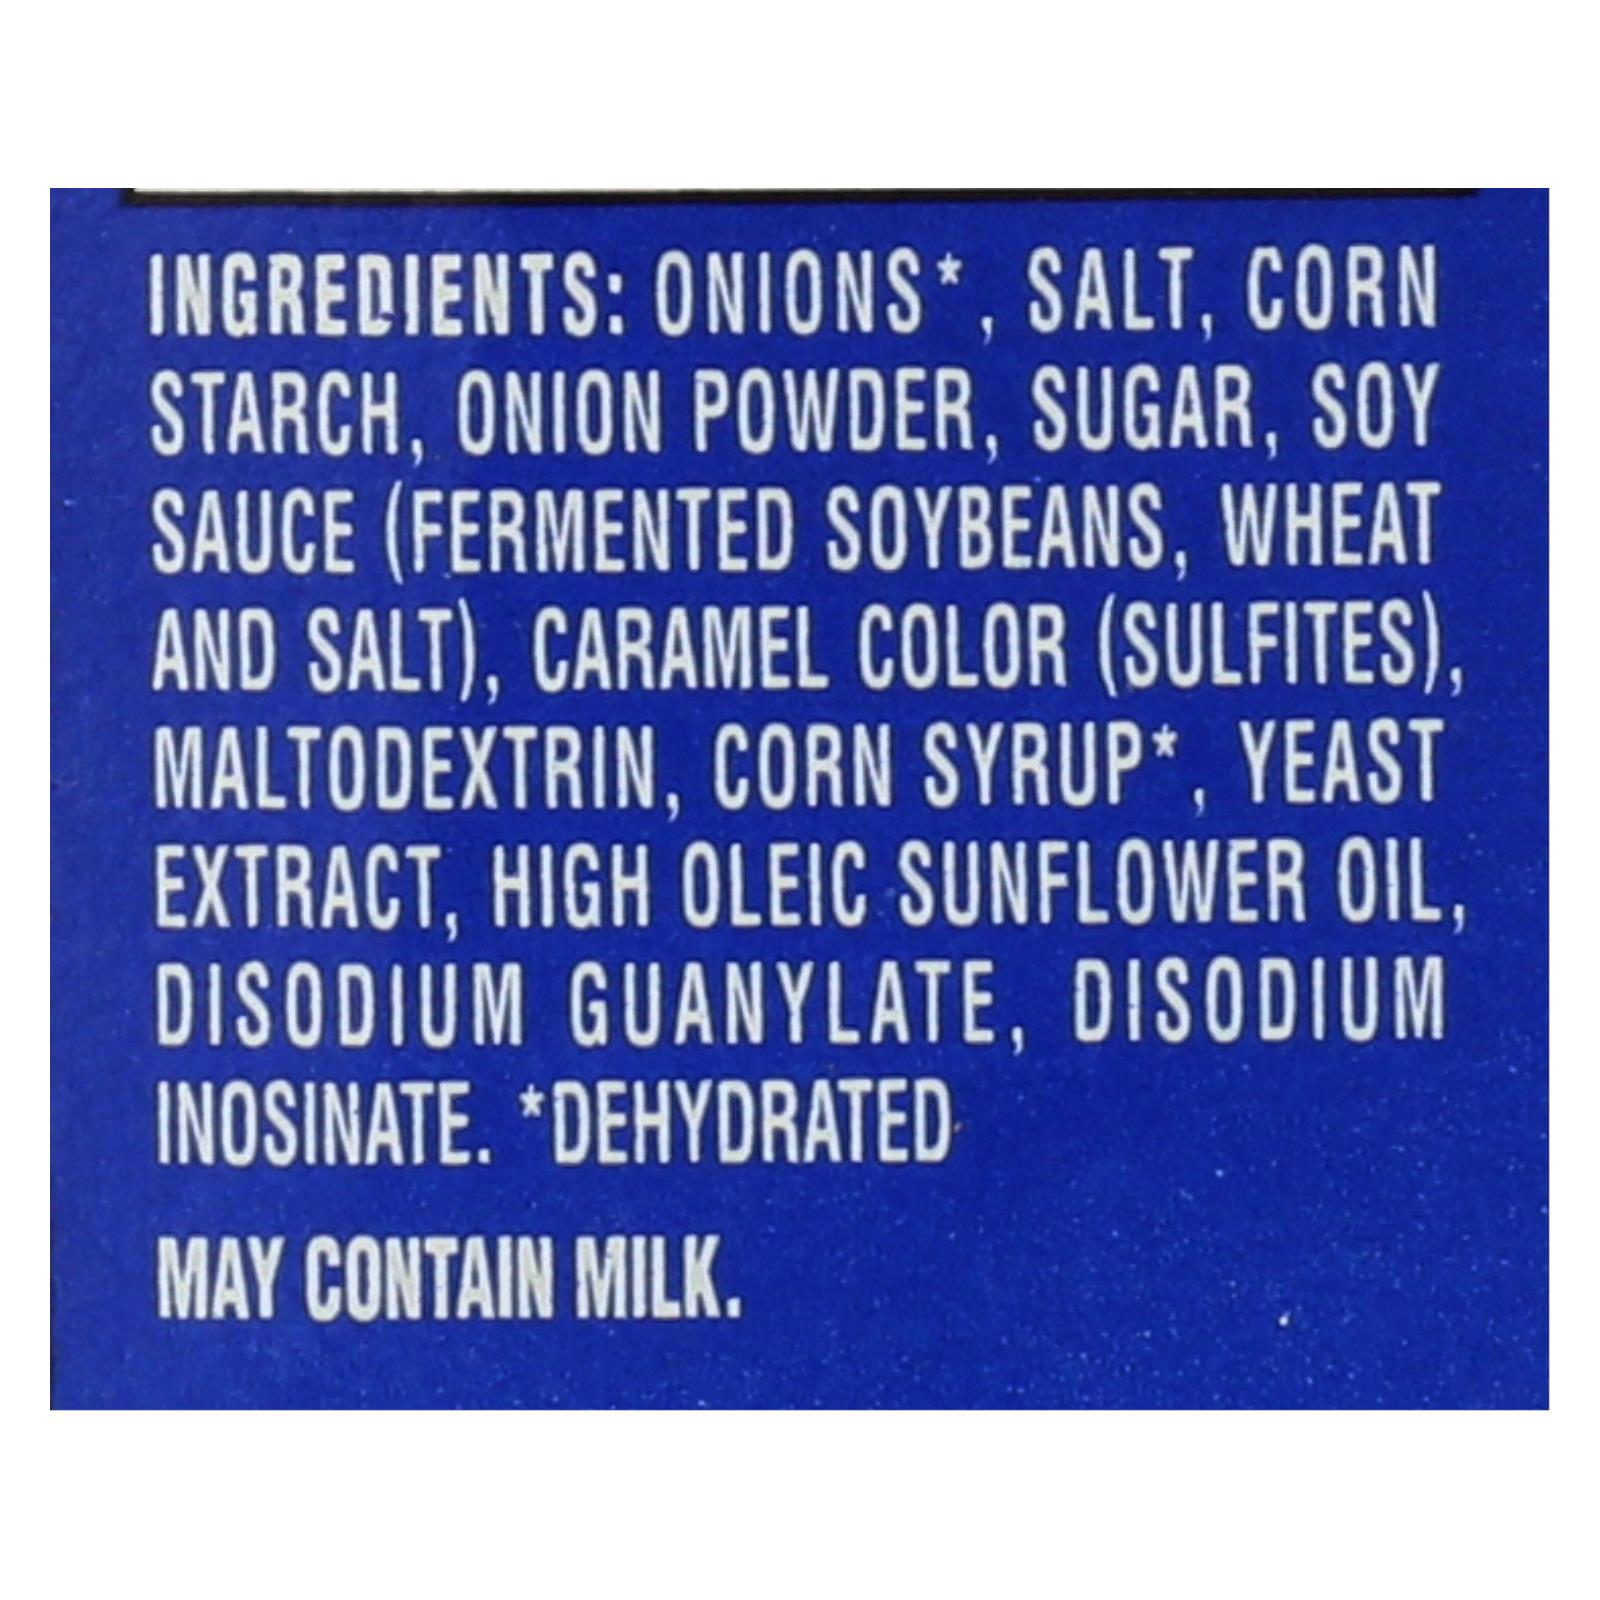 INGREDIENTS: ONIONS*, SALT, CORN
STARCH, ONION POWDER, SUGAR, SOY
SAUCE (FERMENTED SOYBEANS, WHEAT
AND SALT), CARAMEL COLOR (SULFITES),
MALTODEXTRIN, CORN SYRUP*, YEAST
EXTRACT, HIGH OLEIC SUNFLOWER OIL,
DISODIUM GUANYLATE, DISODIUM
INOSINATE. *DEHYDRATED
MAY CONTAIN MILK.